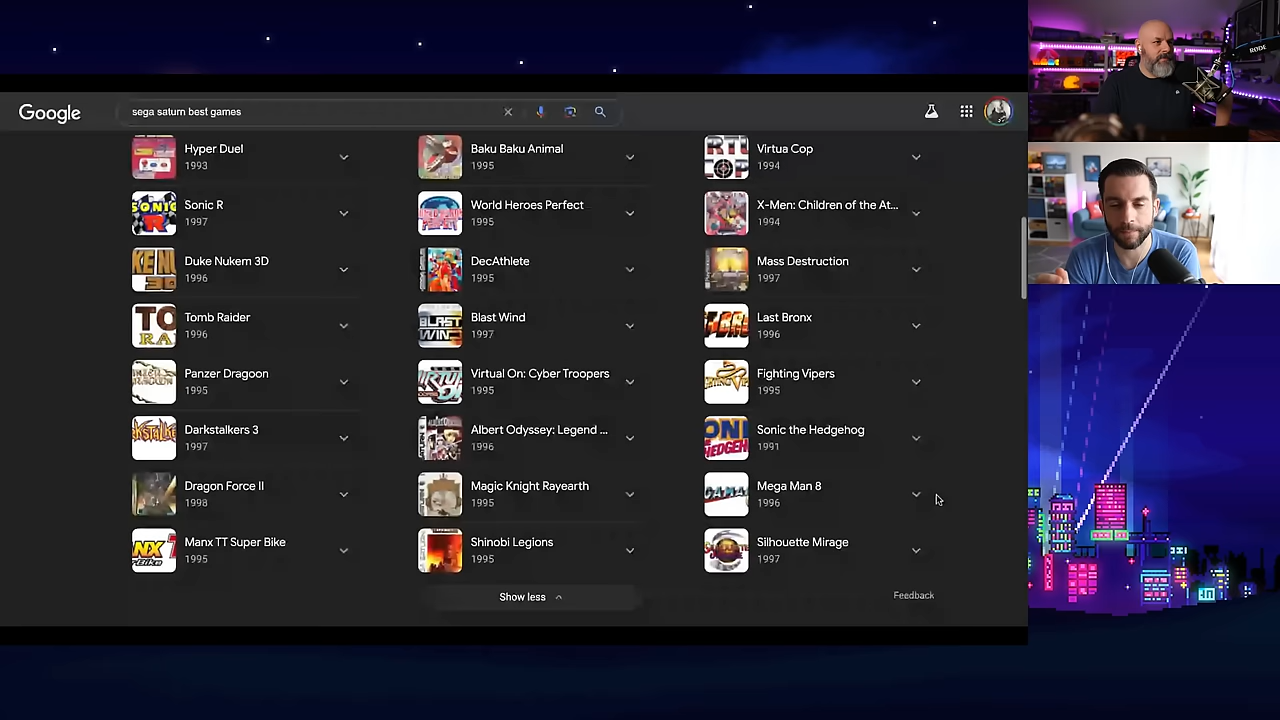 Google
sega saturn best games
Hyper Duel
1993
Baku Baku Animal
1995
Virtua Cop
1994
Sonic R
1997
World Heroes Perfect
1995
X-Men: Children of the At...
1994
Duke Nukem 3D
1996
DecAthlete
1995
Mass Destruction
1997
Tomb Raider
1996
Blast Wind
1997
Last Bronx
1996
Panzer Dragoon
1995
Virtual On: Cyber Troopers
1995
Fighting Vipers
1995
Darkstalkers 3
1997
Albert Odyssey: Legend ...
1996
Sonic the Hedgehog
1991
Dragon Force II
1998
Magic Knight Rayearth
1995
Mega Man 8
1996
Manx TT Super Bike
1995
Shinobi Legions
1995
Silhouette Mirage
1997
Show less
Feedback
RODE